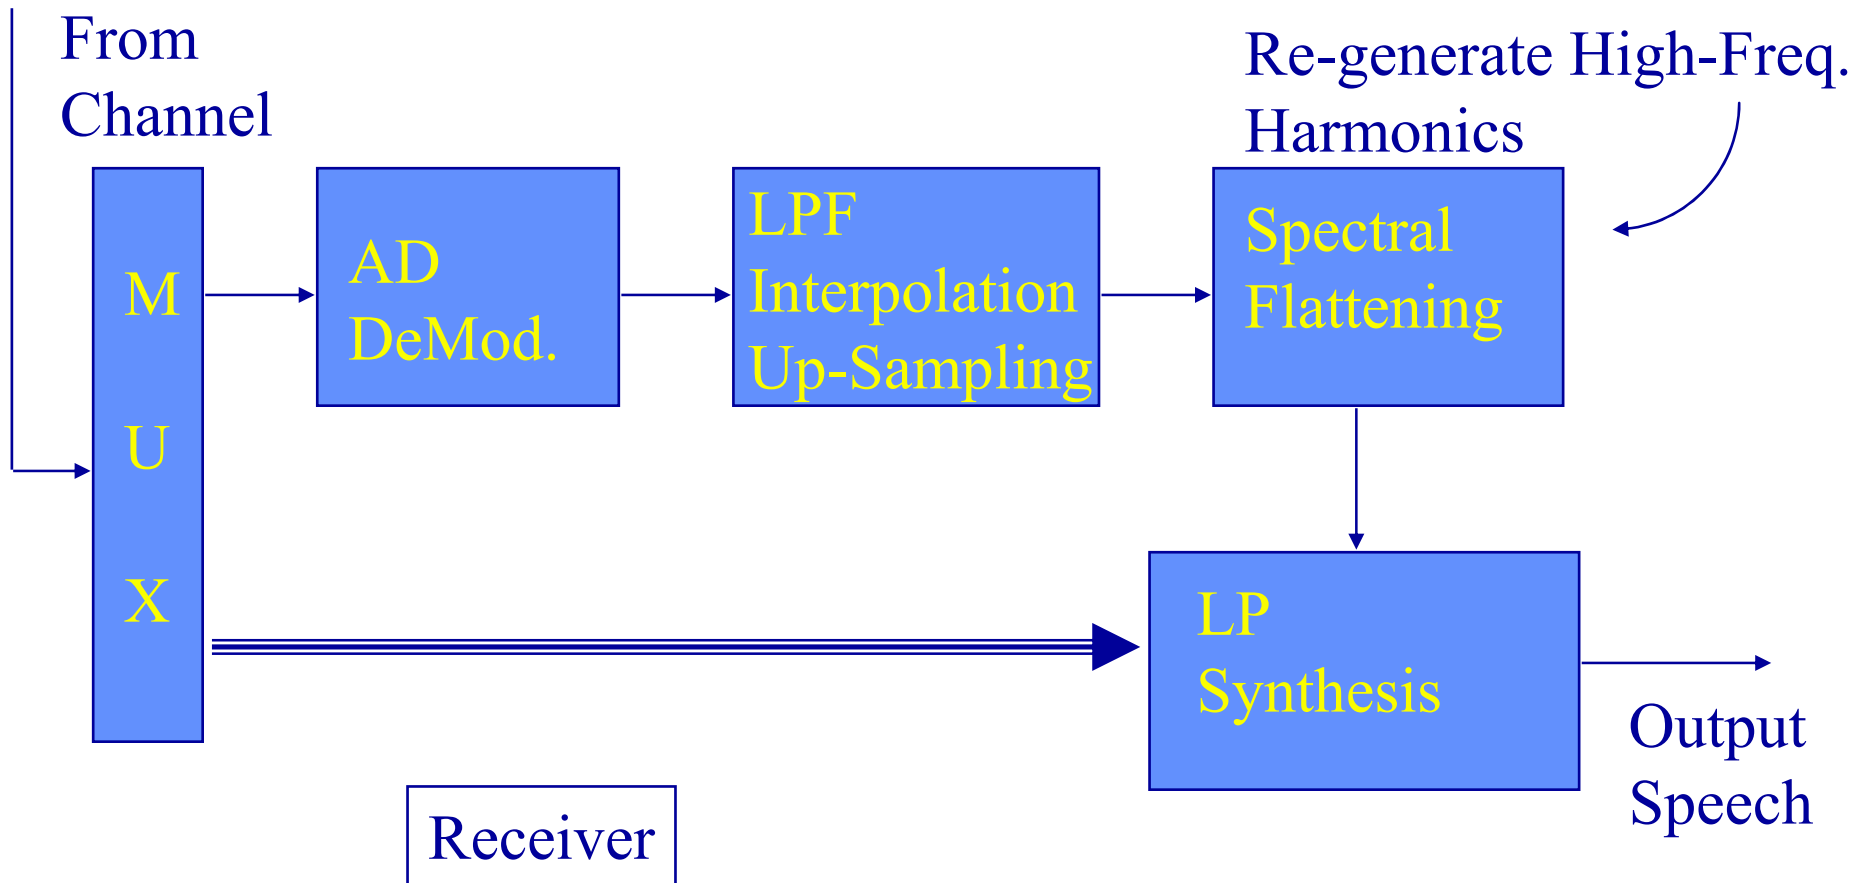 From
Channel
Re-generate High-Freq.
Harmonics
M
U
X
AD
DeMod.
LPF
Interpolation
Up-Sampling
Spectral
Flattening
LP
Synthesis
Output
Speech
Receiver